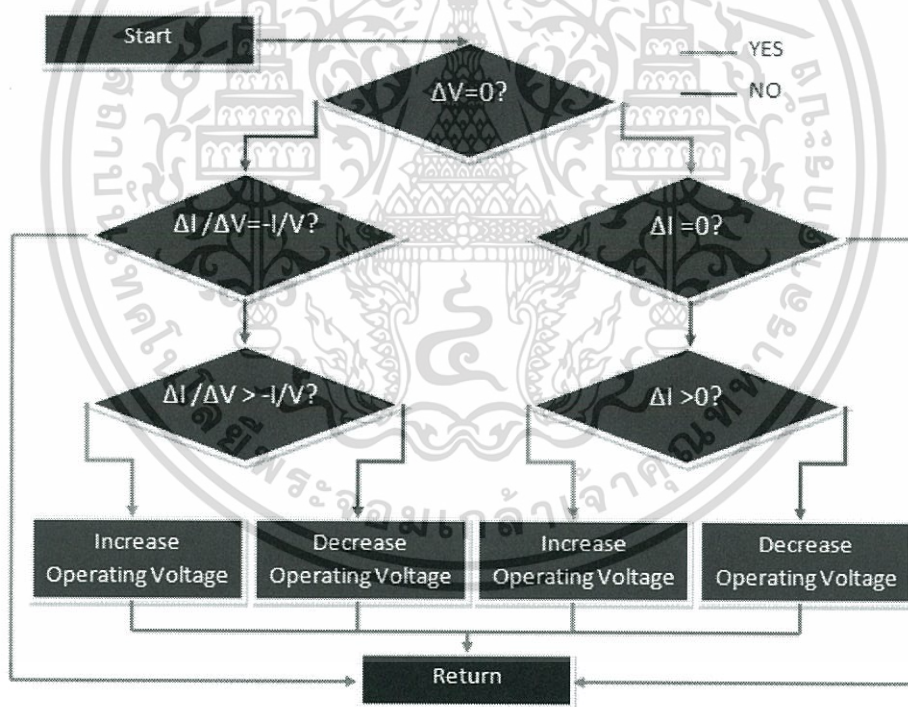 Start
YES
NO
ΔV=0?
ΔI /ΔV=-I/V?
ΔI =0?
ΔI /ΔV > -I/V?
ΔI >0?
Increase
Operating Voltage
Decrease
Operating Voltage
Increase
Operating Voltage
Decrease
Operating Voltage
Return